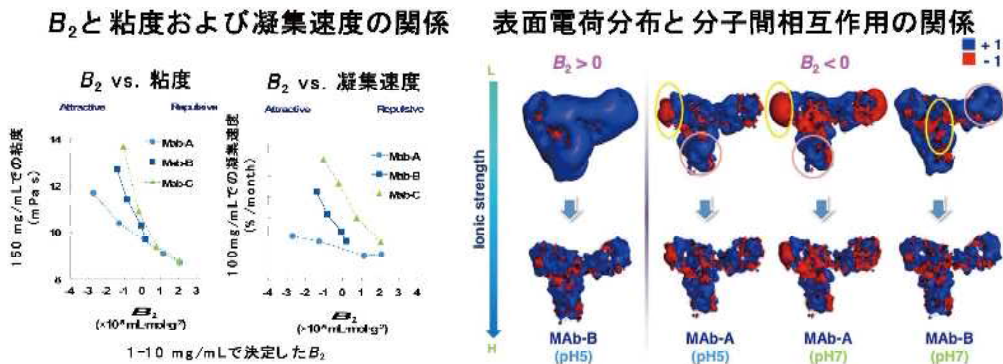 B₂と粘度および凝集速度の関係
表面電荷分布と分子間相互作用の関係
B₂ vs. 粘度
Attractive Repulsive
150 mg/mLでの粘度
(mPa s)
14
12
10
8
Mab-A
Mab-B
Mab-C
-4 -3 -2 -1 0 1 2 3
B₂
B₂ vs. 凝集速度
Attractive Repulsive
100mg/mLでの凝集速度
(%/month)
Mab-A
Mab-B
Mab-C
-4 -3 -2 -1 0 1 2 3 4
B₂
1-10 mg/mLで決定したB₂
+1
-1
B₂ > 0
B₂ < 0
L
Ionic strength
H
MAb-B
(pH5)
MAb-A
(pH5)
MAb-A
(pH7)
MAb-B
(pH7)